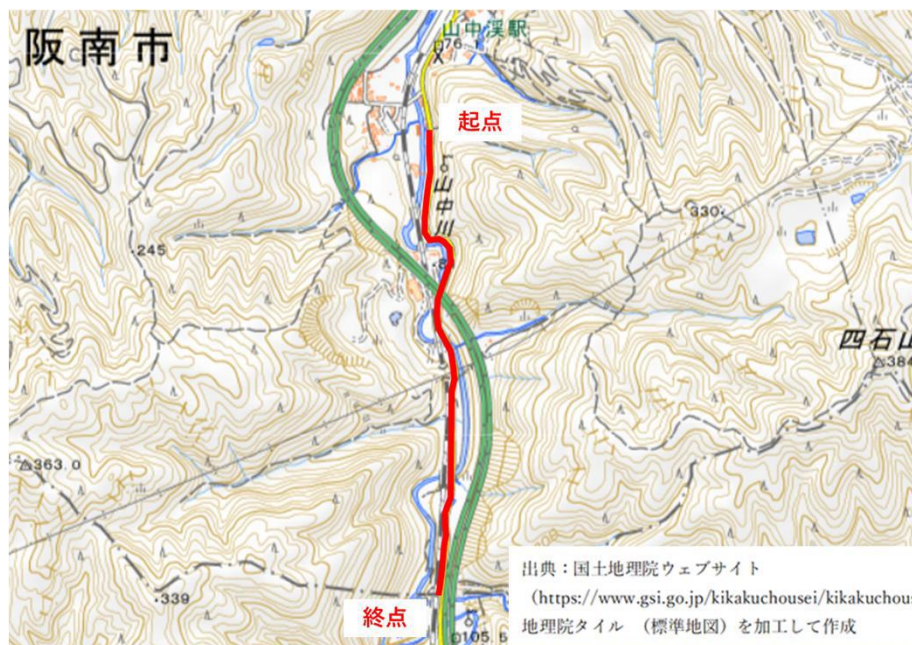 阪南市
山中渓駅
76
起点
山中川
330
245
四石山
384
363.0
339
終点
105.5
出典：国土地理院ウェブサイト
（https://www.gsi.go.jp/kikakuchousei/kikakuchou
地理院タイル （標準地図）を加工して作成